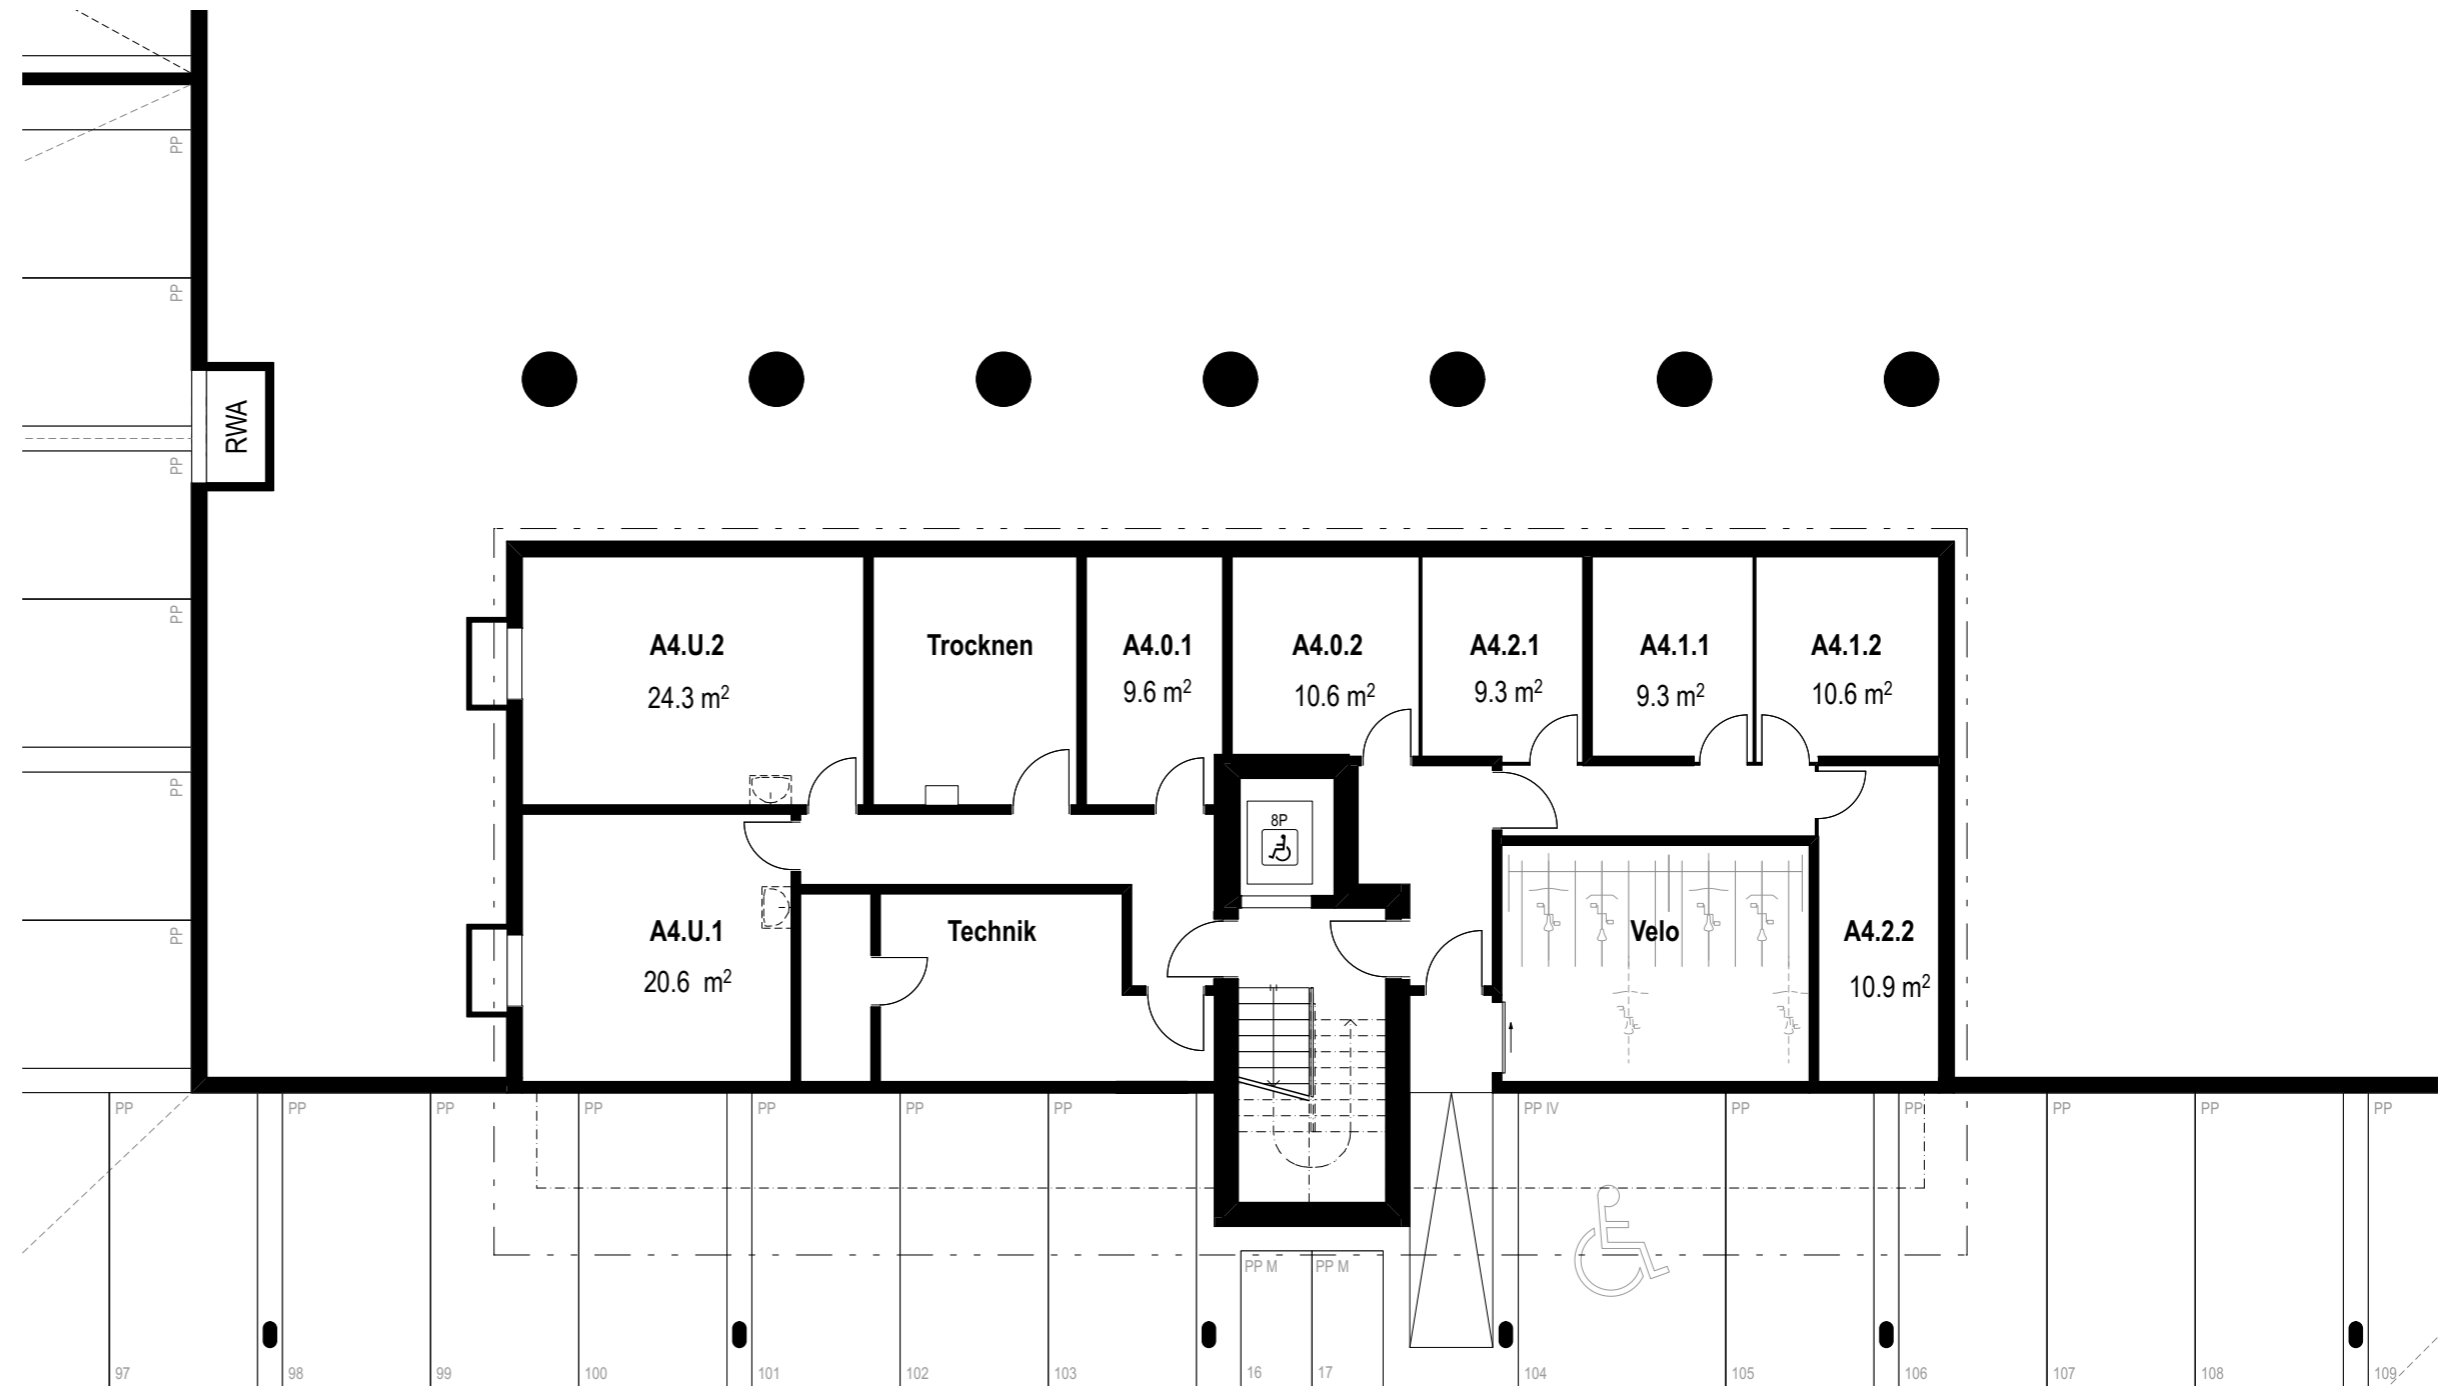 PP
PP
RWA
PP
PP
PP
PP
A4.U.2
24.3 m²
Trocknen
A4.0.1
9.6 m²
A4.0.2
10.6 m²
A4.2.1
9.3 m²
A4.1.1
9.3 m²
A4.1.2
10.6 m²
8P
A4.U.1
20.6 m²
Technik
Velo
A4.2.2
10.9 m²
PP
PP
PP
PP
PP
PP
PP
PP
PP IV
PP
PP
PP
PP
PP
PP M
PP M
97
98
99
100
101
102
103
16
17
104
105
106
107
108
109